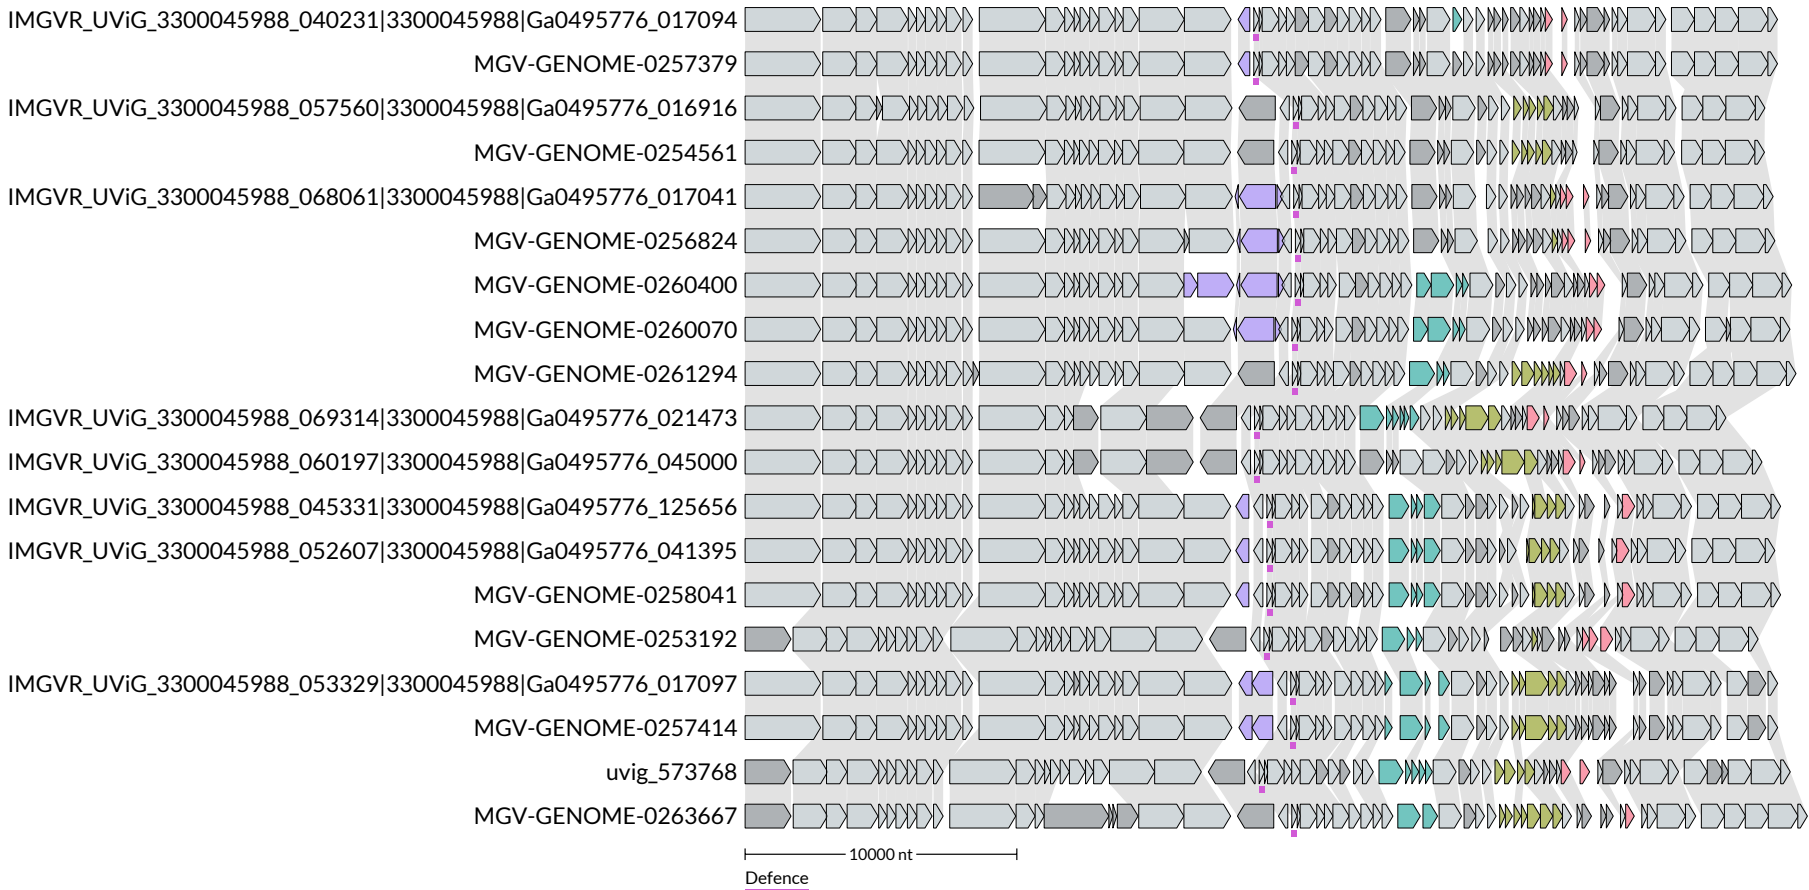 IMGVR_UViG_3300045988_040231|3300045988|Ga0495776_017094
MGV-GENOME-0257379
IMGVR_UViG_3300045988_057560|3300045988|Ga0495776_016916
MGV-GENOME-0254561
IMGVR_UViG_3300045988_068061|3300045988|Ga0495776_017041
MGV-GENOME-0256824
MGV-GENOME-0260400
MGV-GENOME-0260070
MGV-GENOME-0261294
IMGVR_UViG_3300045988_069314|3300045988|Ga0495776_021473
IMGVR_UViG_3300045988_060197|3300045988|Ga0495776_045000
IMGVR_UViG_3300045988_045331|3300045988|Ga0495776_125656
IMGVR_UViG_3300045988_052607|3300045988|Ga0495776_041395
MGV-GENOME-0258041
MGV-GENOME-0253192
IMGVR_UViG_3300045988_053329|3300045988|Ga0495776_017097
MGV-GENOME-0257414
uvig_573768
MGV-GENOME-0263667
10000 nt
Defence